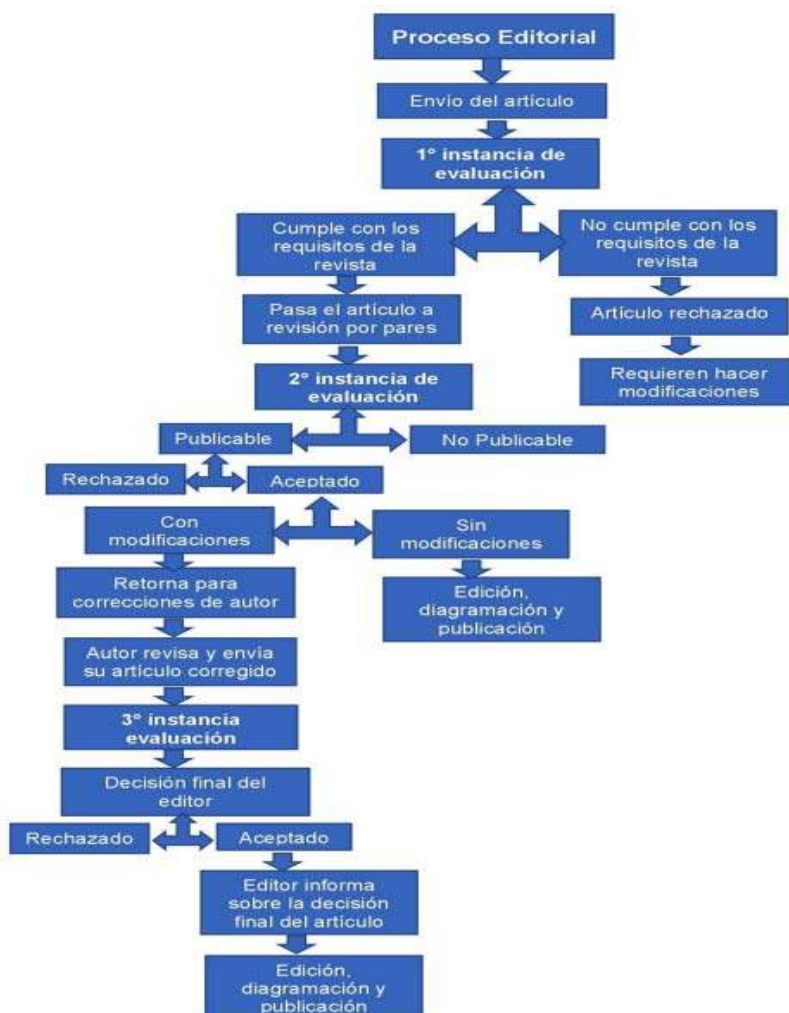 Proceso Editorial
Envío del artículo
1° instancia de
evaluación
Cumple con los
requisitos de la
revista
No cumple con los
requisitos de la
revista
Pasa el artículo a
revisión por pares
Artículo rechazado
2° instancia de
evaluación
Requieren hacer
modificaciones
Publicable
No Publicable
Rechazado
Aceptado
Con
modificaciones
Sin
modificaciones
Retorna para
correcciones de autor
Edición,
diagramación y
publicación
Autor revisa y envía
su artículo corregido
3° instancia
evaluación
Decisión final del
editor
Rechazado
Aceptado
Editor informa
sobre la decisión
final del artículo
Edición,
diagramación y
publicación